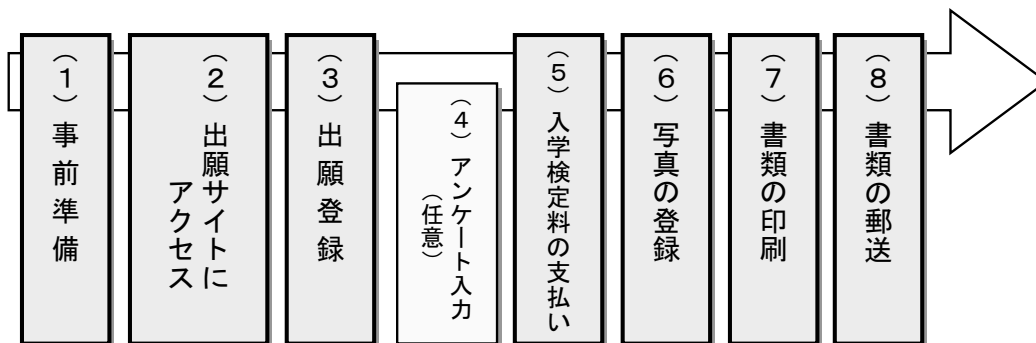 （１）事前準備
（２）出願サイトに
アクセス
（３）出願登録
（４）アンケート入力
（任意）
（５）入学検定料の支払い
（６）写真の登録
（７）書類の印刷
（８）書類の郵送